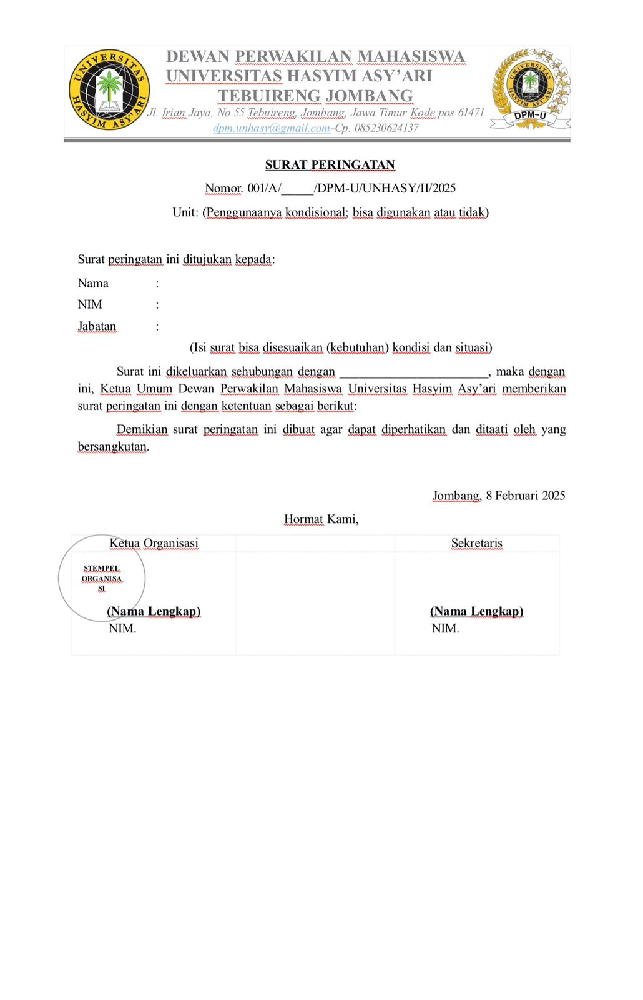 DEWAN PERWAKILAN MAHASISWA
UNIVERSITAS HASYIM ASY’ARI
TEBUIRENG JOMBANG
Jl. Irian Jaya, No 55 Tebuireng, Jombang, Jawa Timur Kode pos 61471
dpm.unhasy@gmail.com-Cp. 085230624137
UNIVERSITAS
HASYIM ASY'ARI
UNIVERSITAS
HASYIM ASY'ARI
DPM
DPM-U
SURAT PERINGATAN
Nomor. 001/A/_____/DPM-U/UNHASY/II/2025
Unit: (Penggunaanya kondisional; bisa digunakan atau tidak)
Surat peringatan ini ditujukan kepada:
Nama :
NIM :
Jabatan :
(Isi surat bisa disesuaikan (kebutuhan) kondisi dan situasi)
Surat ini dikeluarkan sehubungan dengan _______________________, maka dengan
ini, Ketua Umum Dewan Perwakilan Mahasiswa Universitas Hasyim Asy’ari memberikan
surat peringatan ini dengan ketentuan sebagai berikut:
Demikian surat peringatan ini dibuat agar dapat diperhatikan dan ditaati oleh yang
bersangkutan.
Jombang, 8 Februari 2025
Hormat Kami,
Ketua Organisasi Sekretaris
STEMPEL
ORGANISA
SI
(Nama Lengkap) (Nama Lengkap)
NIM. NIM.